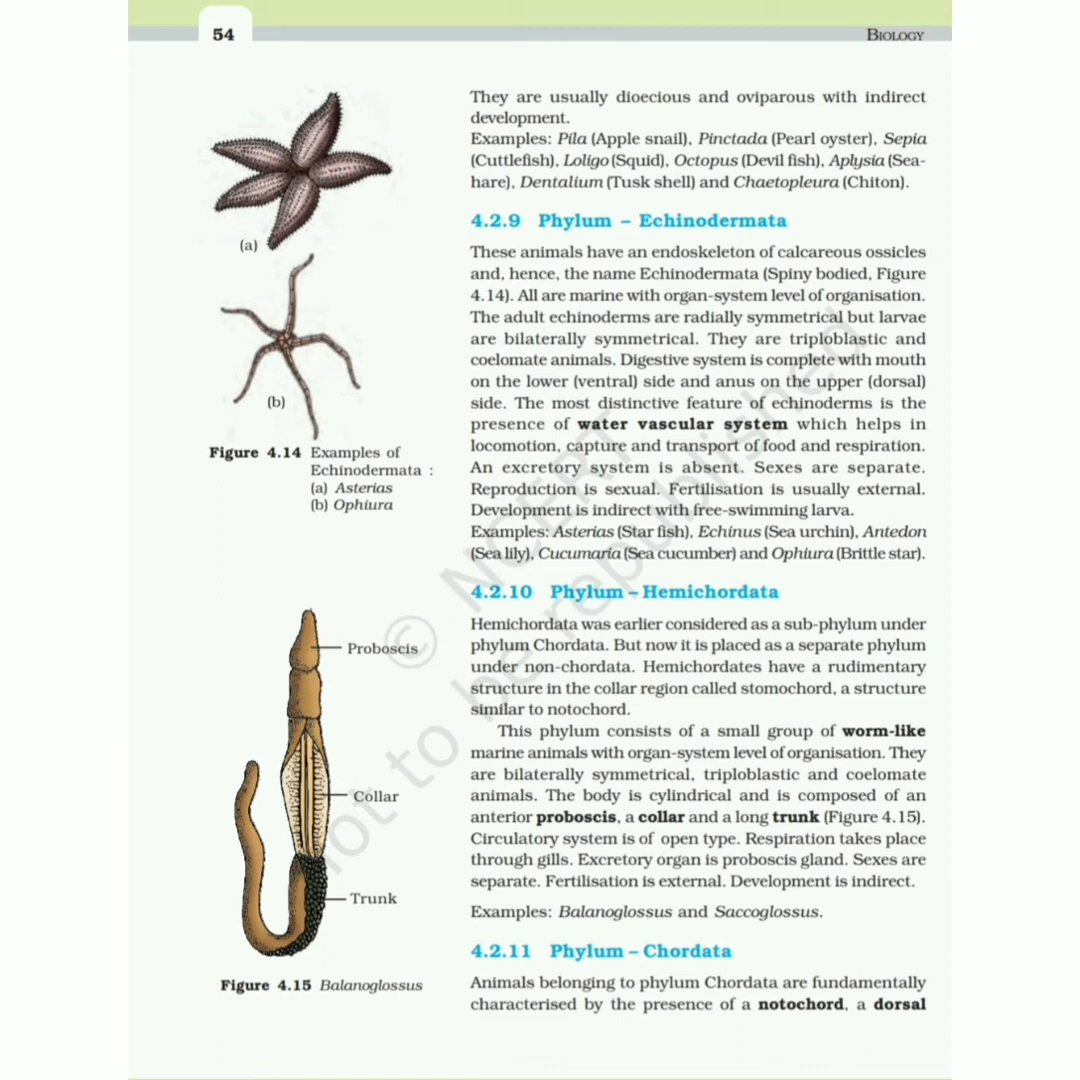 54
BIOLOGY
They are usually dioecious and oviparous with indirect
development.
Examples: Pila (Apple snail), Pinctada (Pearl oyster), Sepia
(Cuttlefish), Loligo (Squid), Octopus (Devil fish), Aplysia (Sea-
hare), Dentalium (Tusk shell) and Chaetopleura (Chiton).
4.2.9 Phylum – Echinodermata
These animals have an endoskeleton of calcareous ossicles
and, hence, the name Echinodermata (Spiny bodied, Figure
4.14). All are marine with organ-system level of organisation.
The adult echinoderms are radially symmetrical but larvae
are bilaterally symmetrical. They are triploblastic and
coelomate animals. Digestive system is complete with mouth
on the lower (ventral) side and anus on the upper (dorsal)
side. The most distinctive feature of echinoderms is the
presence of water vascular system which helps in
locomotion, capture and transport of food and respiration.
An excretory system is absent. Sexes are separate.
Reproduction is sexual. Fertilisation is usually external.
Development is indirect with free-swimming larva.
Examples: Asterias (Star fish), Echinus (Sea urchin), Antedon
(Sea lily), Cucumaria (Sea cucumber) and Ophiura (Brittle star).
(a)
(b)
Figure 4.14 Examples of
Echinodermata :
(a) Asterias
(b) Ophiura
4.2.10 Phylum – Hemichordata
Hemichordata was earlier considered as a sub-phylum under
phylum Chordata. But now it is placed as a separate phylum
under non-chordata. Hemichordates have a rudimentary
structure in the collar region called stomochord, a structure
similar to notochord.
This phylum consists of a small group of worm-like
marine animals with organ-system level of organisation. They
are bilaterally symmetrical, triploblastic and coelomate
animals. The body is cylindrical and is composed of an
anterior proboscis, a collar and a long trunk (Figure 4.15).
Circulatory system is of open type. Respiration takes place
through gills. Excretory organ is proboscis gland. Sexes are
separate. Fertilisation is external. Development is indirect.
Examples: Balanoglossus and Saccoglossus.
Proboscis
Collar
Trunk
Figure 4.15 Balanoglossus
4.2.11 Phylum – Chordata
Animals belonging to phylum Chordata are fundamentally
characterised by the presence of a notochord, a dorsal
© NCERT
not to be republished